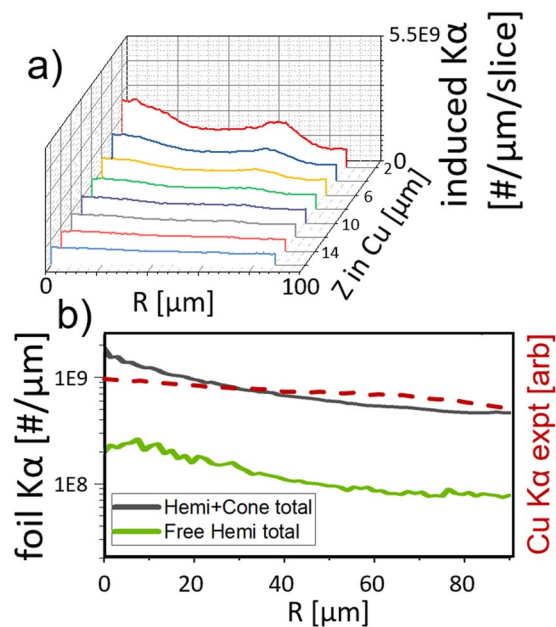 a)
5.5E9
0
induced Kα
[#/μm/slice]
2
6
10
14
Z in Cu [μm]
0
100
R [μm]
b)
foil Kα [#/μm]
1E9
1E8
Hemi+Cone total
Free Hemi total
Cu Kα expt [arb]
0
20
40
60
80
R [μm]